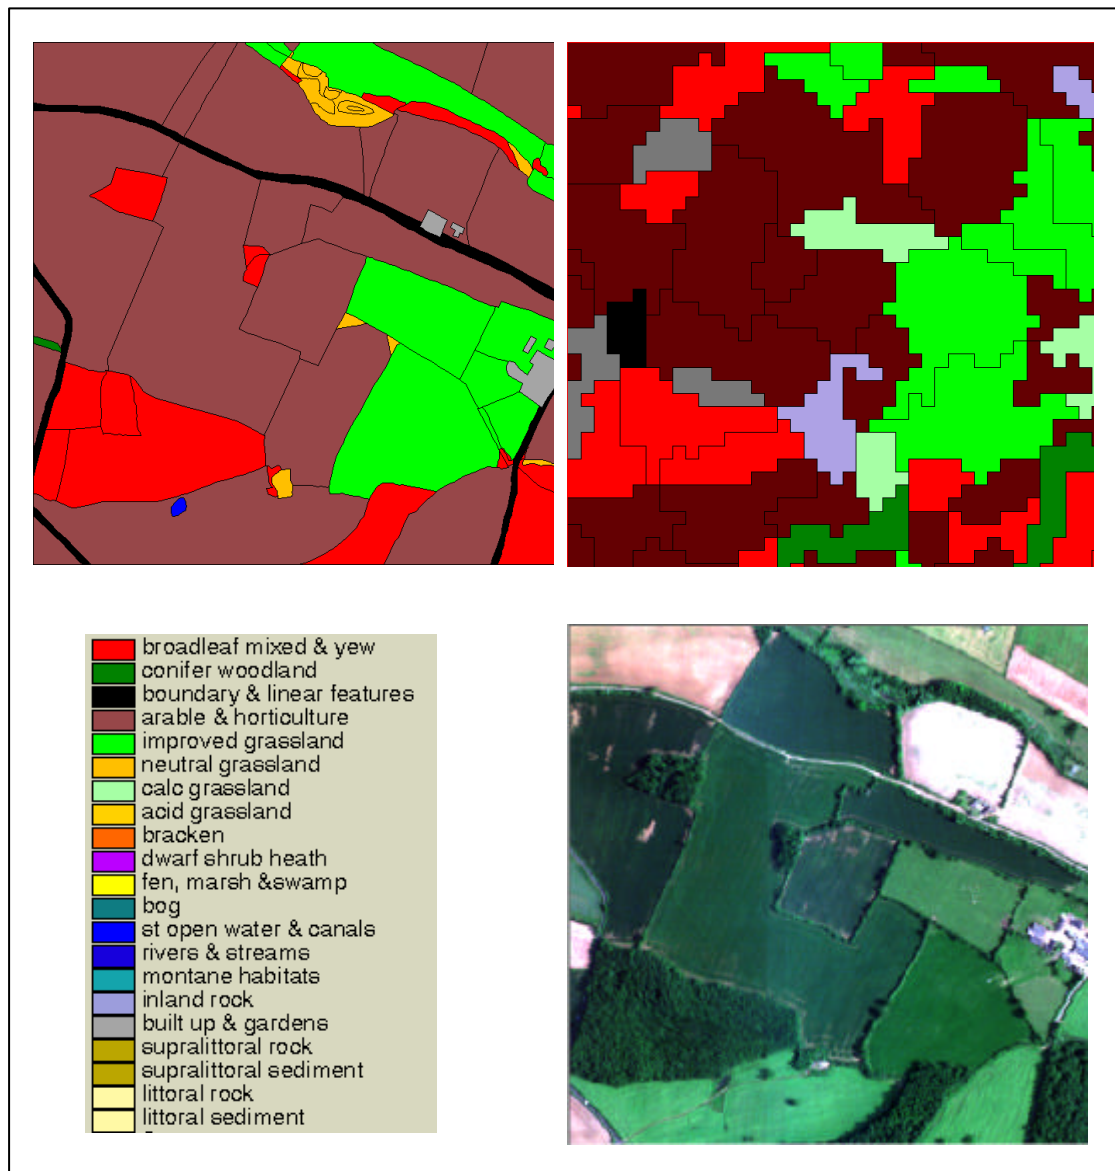 broadleaf mixed & yew
conifer woodland
boundary & linear features
arable & horticulture
improved grassland
neutral grassland
calc grassland
acid grassland
bracken
dwarf shrub heath
fen, marsh &swamp
bog
st open water & canals
rivers & streams
montane habitats
inland rock
built up & gardens
supralittoral rock
supralittoral sediment
littoral rock
littoral sediment